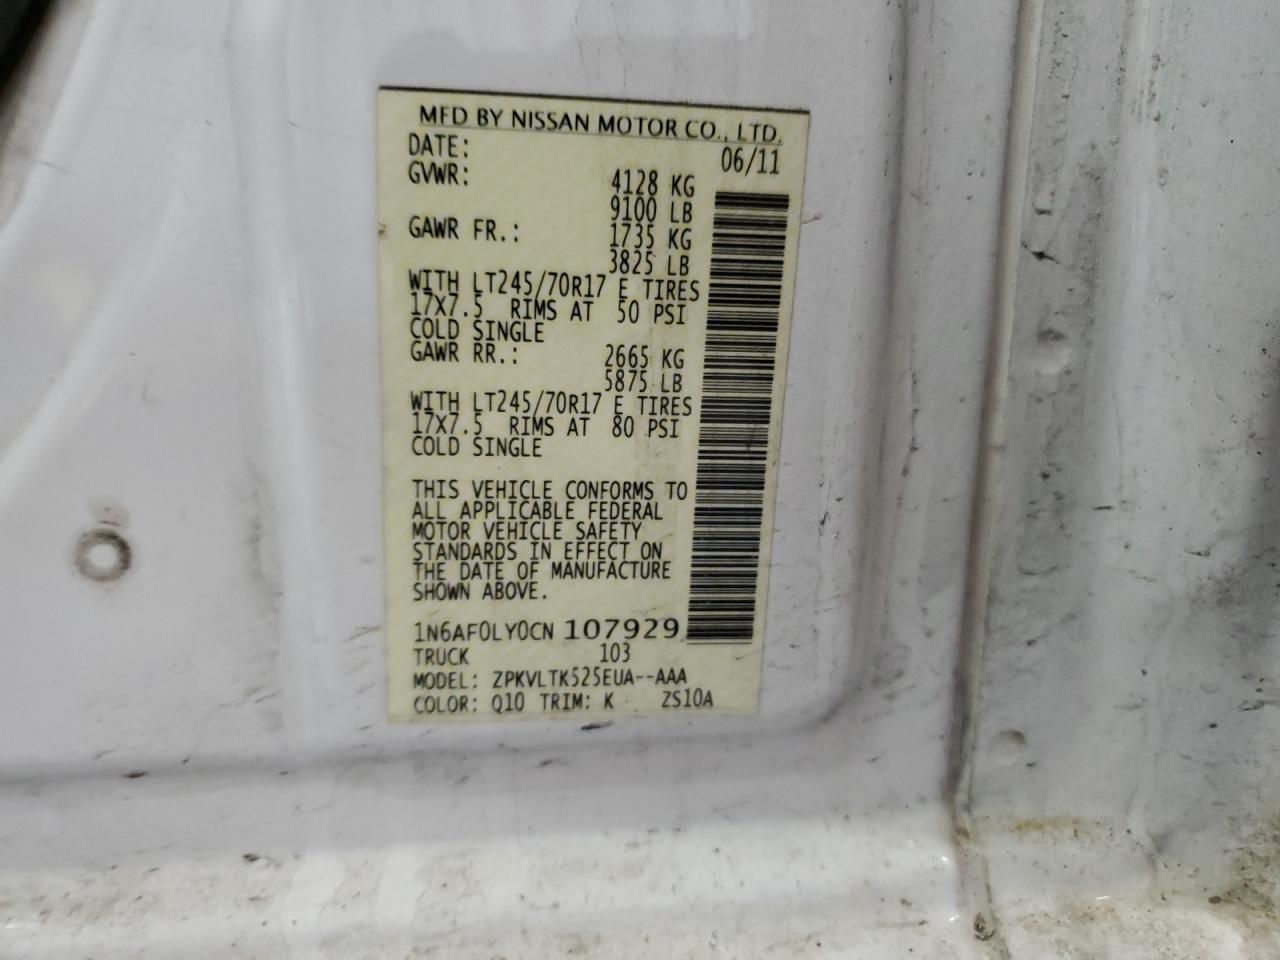 MFD BY NISSAN MOTOR CO., LTD.
DATE: 06/11
GVWR: 4128 KG
9100 LB
GAWR FR.: 1735 KG
3825 LB
WITH LT245/70R17 E TIRES
17X7.5 RIMS AT 50 PSI
COLD SINGLE
GAWR RR.: 2665 KG
5875 LB
WITH LT245/70R17 E TIRES
17X7.5 RIMS AT 80 PSI
COLD SINGLE
THIS VEHICLE CONFORMS TO
ALL APPLICABLE FEDERAL
MOTOR VEHICLE SAFETY
STANDARDS IN EFFECT ON
THE DATE OF MANUFACTURE
SHOWN ABOVE.
1N6AF0LY0CN 107929
TRUCK 103
MODEL: ZPKVLTK525EUA--AAA
COLOR: Q10 TRIM: K ZS10A